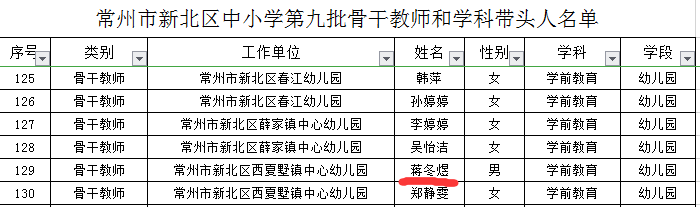 常州市新北区中小学第九批骨干教师和学科带头人名单
序号 类别 工作单位 姓名 性别 学科 学段
125 骨干教师 常州市新北区春江幼儿园 韩萍 女 学前教育 幼儿园
126 骨干教师 常州市新北区春江幼儿园 孙婷婷 女 学前教育 幼儿园
127 骨干教师 常州市新北区薛家镇中心幼儿园 李婷婷 女 学前教育 幼儿园
128 骨干教师 常州市新北区薛家镇中心幼儿园 吴怡洁 女 学前教育 幼儿园
129 骨干教师 常州市新北区西夏墅镇中心幼儿园 蒋冬煜 男 学前教育 幼儿园
130 骨干教师 常州市新北区西夏墅镇中心幼儿园 郑静雯 女 学前教育 幼儿园